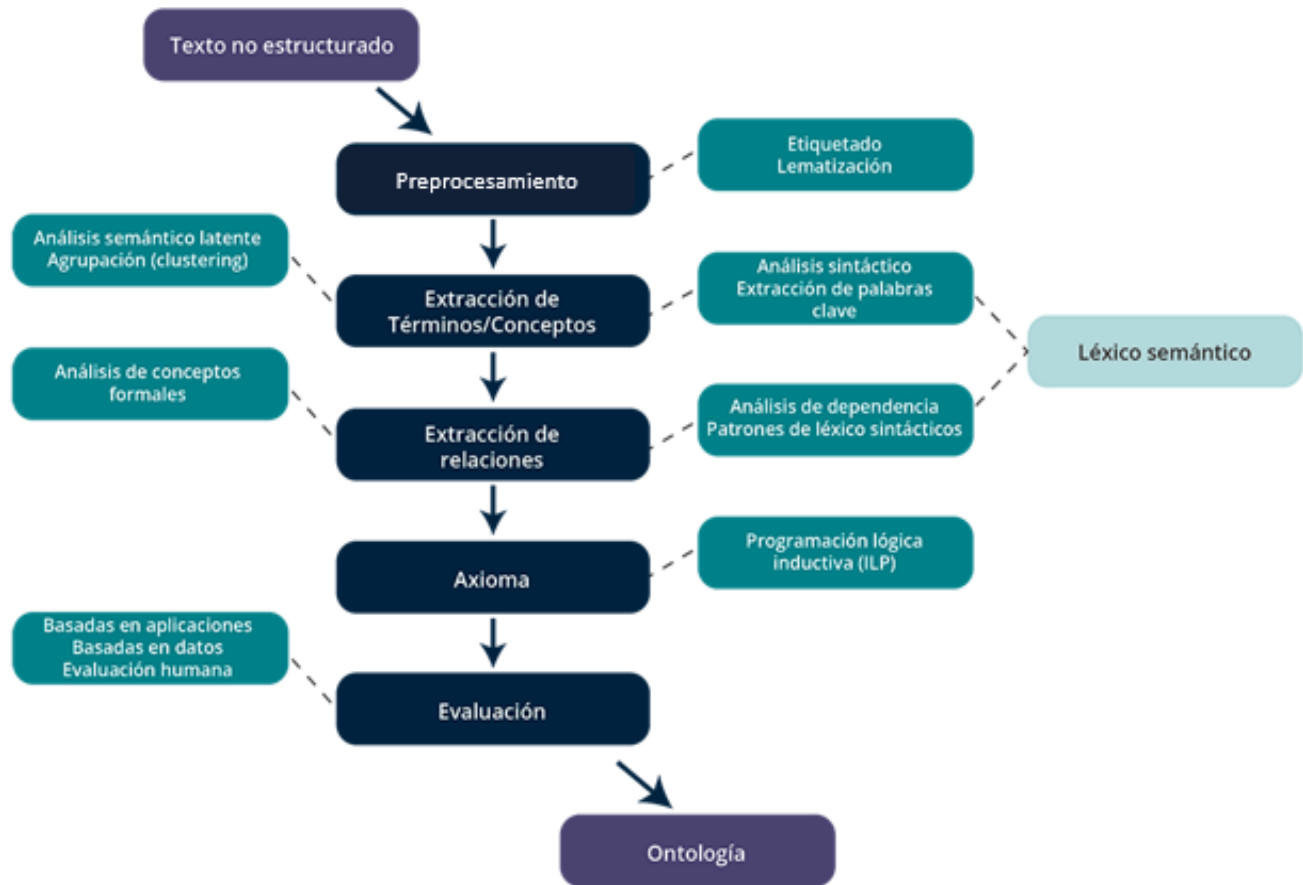 Texto no estructurado
Preprocesamiento
Etiquetado
Lematización
Análisis semántico latente
Agrupación (clustering)
Extracción de
Términos/Conceptos
Análisis sintáctico
Extracción de palabras
clave
Léxico semántico
Análisis de conceptos
formales
Extracción de
relaciones
Análisis de dependencia
Patrones de léxico sintácticos
Axioma
Programación lógica
inductiva (ILP)
Basadas en aplicaciones
Basadas en datos
Evaluación humana
Evaluación
Ontología